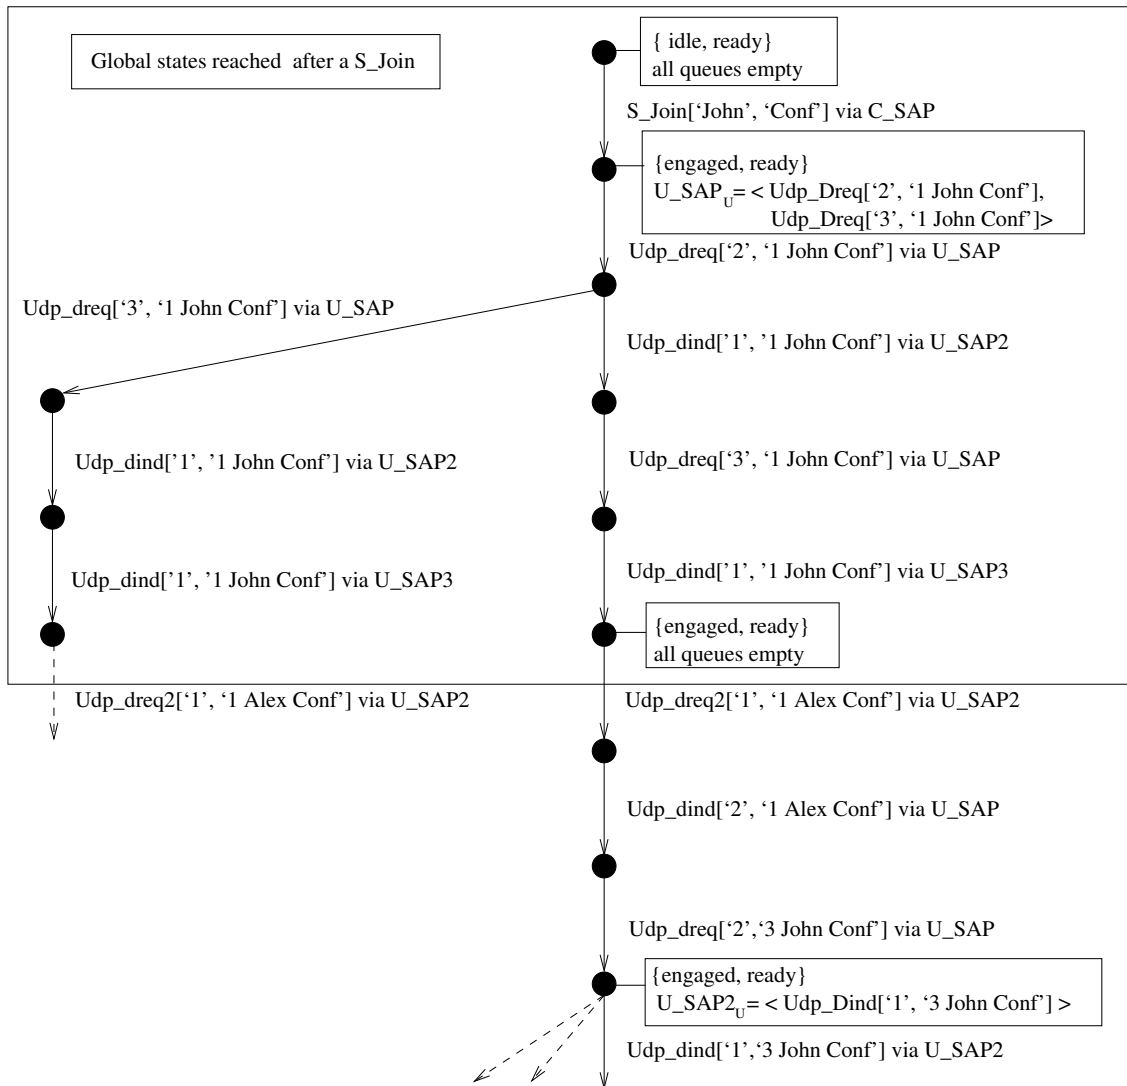 Global states reached after a S_Join
{ idle, ready}
all queues empty
S_Join[‘John’, ‘Conf’] via C_SAP
{engaged, ready}
U_SAP_U= < Udp_Dreq[‘2’, ‘1 John Conf’],
Udp_Dreq[‘3’, ‘1 John Conf’]>
Udp_dreq[‘2’, ‘1 John Conf’] via U_SAP
Udp_dreq[‘3’, ‘1 John Conf’] via U_SAP
Udp_dind['1’, ’1 John Conf’] via U_SAP2
Udp_dind['1’, '1 John Conf’] via U_SAP2
Udp_dreq[‘3’, ‘1 John Conf’] via U_SAP
Udp_dind['1’, ’1 John Conf’] via U_SAP3
Udp_dind['1’, ’1 John Conf’] via U_SAP3
{engaged, ready}
all queues empty
Udp_dreq2[‘1’, ‘1 Alex Conf’] via U_SAP2
Udp_dreq2[‘1’, ‘1 Alex Conf’] via U_SAP2
Udp_dind[‘2’, ‘1 Alex Conf’] via U_SAP
Udp_dreq[‘2’,‘3 John Conf’] via U_SAP
{engaged, ready}
U_SAP2_U= < Udp_Dind[‘1’, ‘3 John Conf’] >
Udp_dind[‘1’,‘3 John Conf’] via U_SAP2